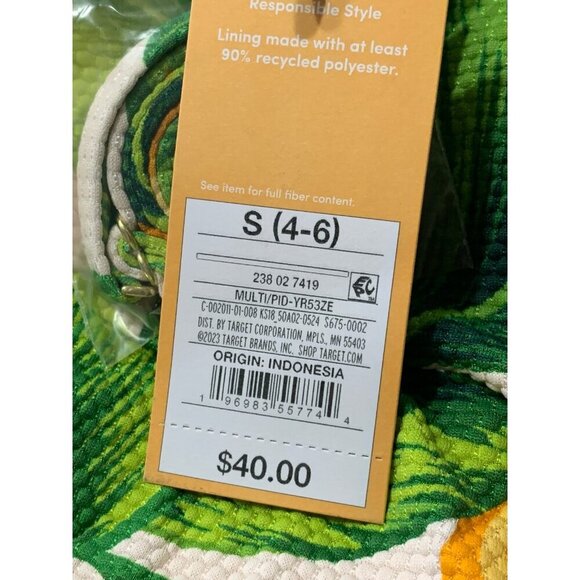 Responsible Style
Lining made with at least
90% recycled polyester.
See item for full fiber content.
S (4-6)
238 02 7419
MULTI/PID-YR53ZE
C-002011-01-008 KS18_50A02-0524 S675-0002
DIST. BY TARGET CORPORATION, MPLS., MN 55403
©2023 TARGET BRANDS, INC. SHOP TARGET.COM
ORIGIN: INDONESIA
1 96983 55774 4
$40.00